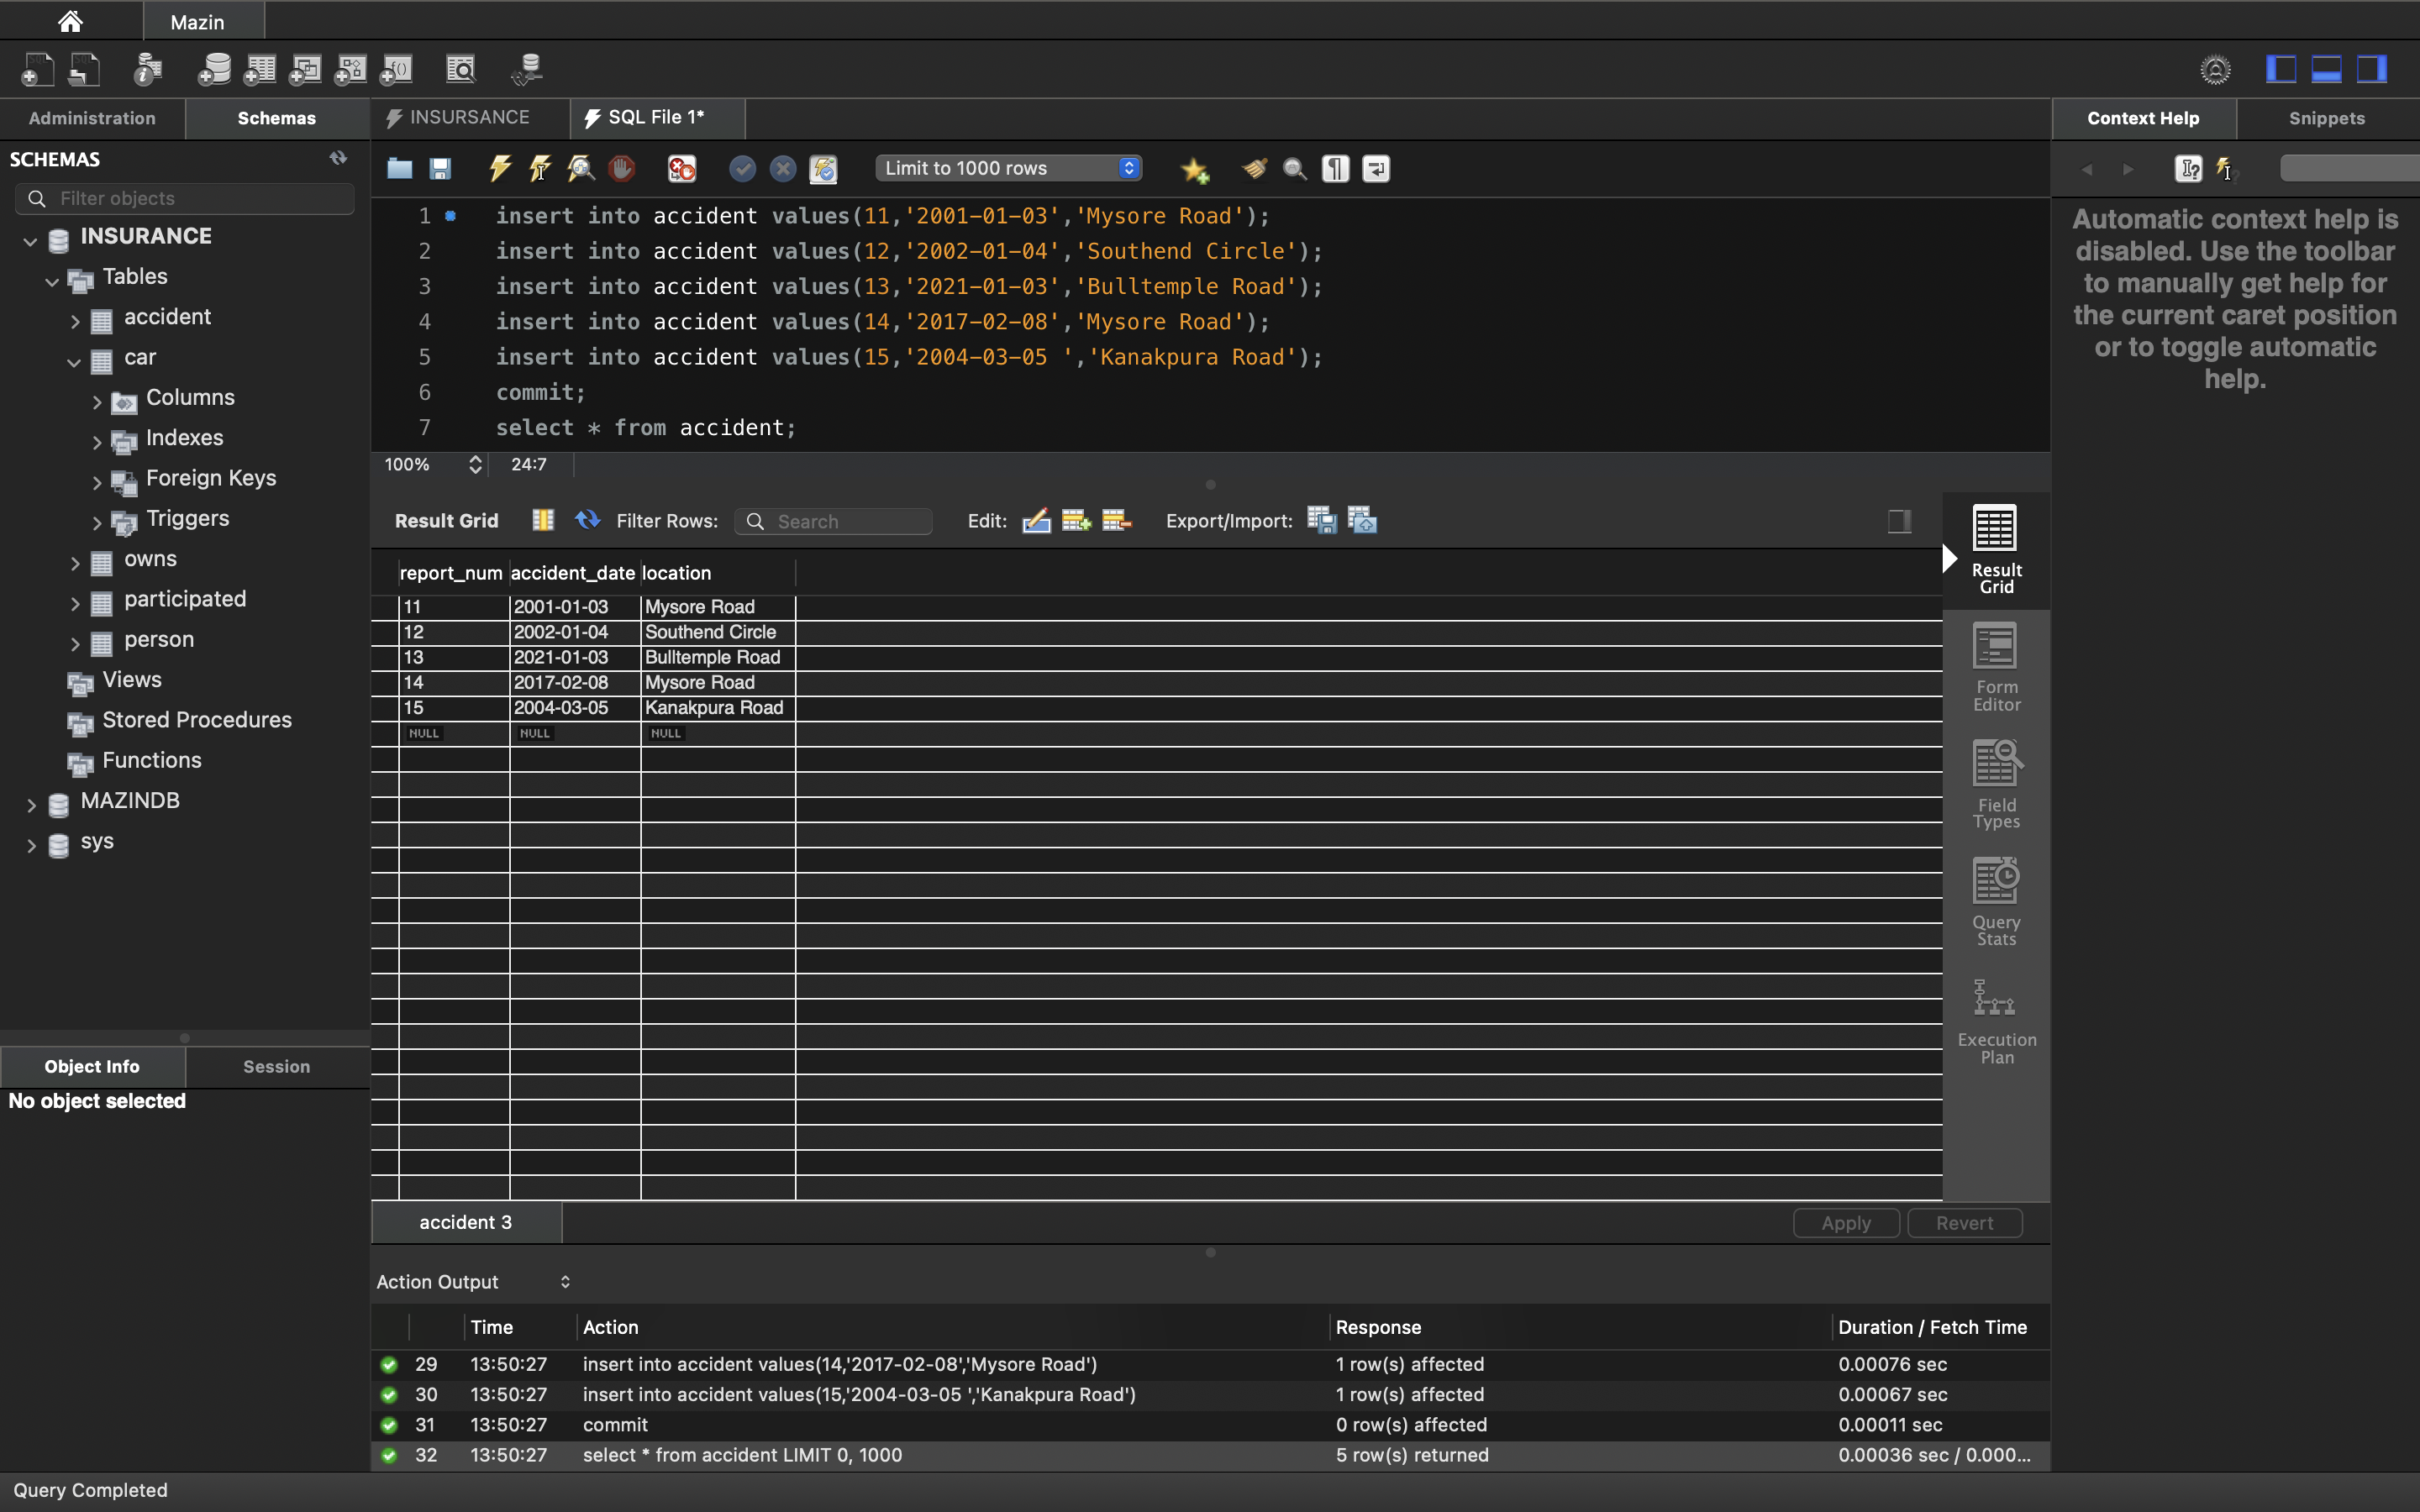 Mazin
Administration
Schemas
INSURSANCE
SQL File 1*
Context Help
Snippets
SCHEMAS
Filter objects
Limit to 1000 rows
INSURANCE
Tables
accident
car
Columns
Indexes
Foreign Keys
Triggers
owns
participated
person
Views
Stored Procedures
Functions
MAZINDB
sys
1 insert into accident values(11,'2001-01-03','Mysore Road');
2 insert into accident values(12,'2002-01-04','Southend Circle');
3 insert into accident values(13,'2021-01-03','Bulltemple Road');
4 insert into accident values(14,'2017-02-08','Mysore Road');
5 insert into accident values(15,'2004-03-05 ','Kanakpura Road');
6 commit;
7 select * from accident;
100% 24:7
Automatic context help is
disabled. Use the toolbar
to manually get help for
the current caret position
or to toggle automatic
help.
Result Grid Filter Rows: Search Edit: Export/Import:
report_num accident_date location
11 2001-01-03 Mysore Road
12 2002-01-04 Southend Circle
13 2021-01-03 Bulltemple Road
14 2017-02-08 Mysore Road
15 2004-03-05 Kanakpura Road
NULL NULL NULL
Result
Grid
Form
Editor
Field
Types
Query
Stats
Execution
Plan
Object Info
Session
No object selected
accident 3
Apply
Revert
Action Output
Time Action Response Duration / Fetch Time
29 13:50:27 insert into accident values(14,'2017-02-08','Mysore Road') 1 row(s) affected 0.00076 sec
30 13:50:27 insert into accident values(15,'2004-03-05 ','Kanakpura Road') 1 row(s) affected 0.00067 sec
31 13:50:27 commit 0 row(s) affected 0.00011 sec
32 13:50:27 select * from accident LIMIT 0, 1000 5 row(s) returned 0.00036 sec / 0.000...
Query Completed